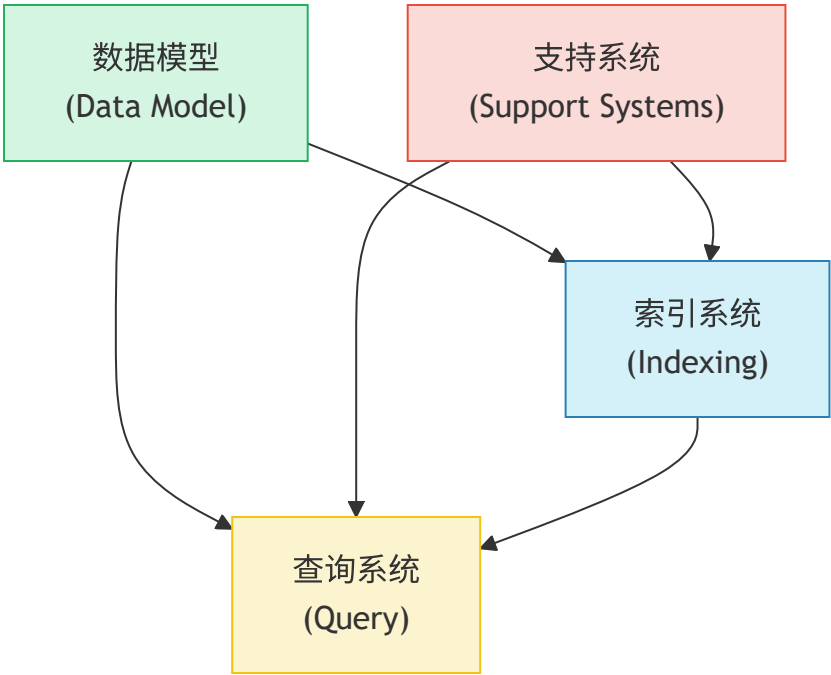 数据模型
(Data Model)
支持系统
(Support Systems)
索引系统
(Indexing)
查询系统
(Query)